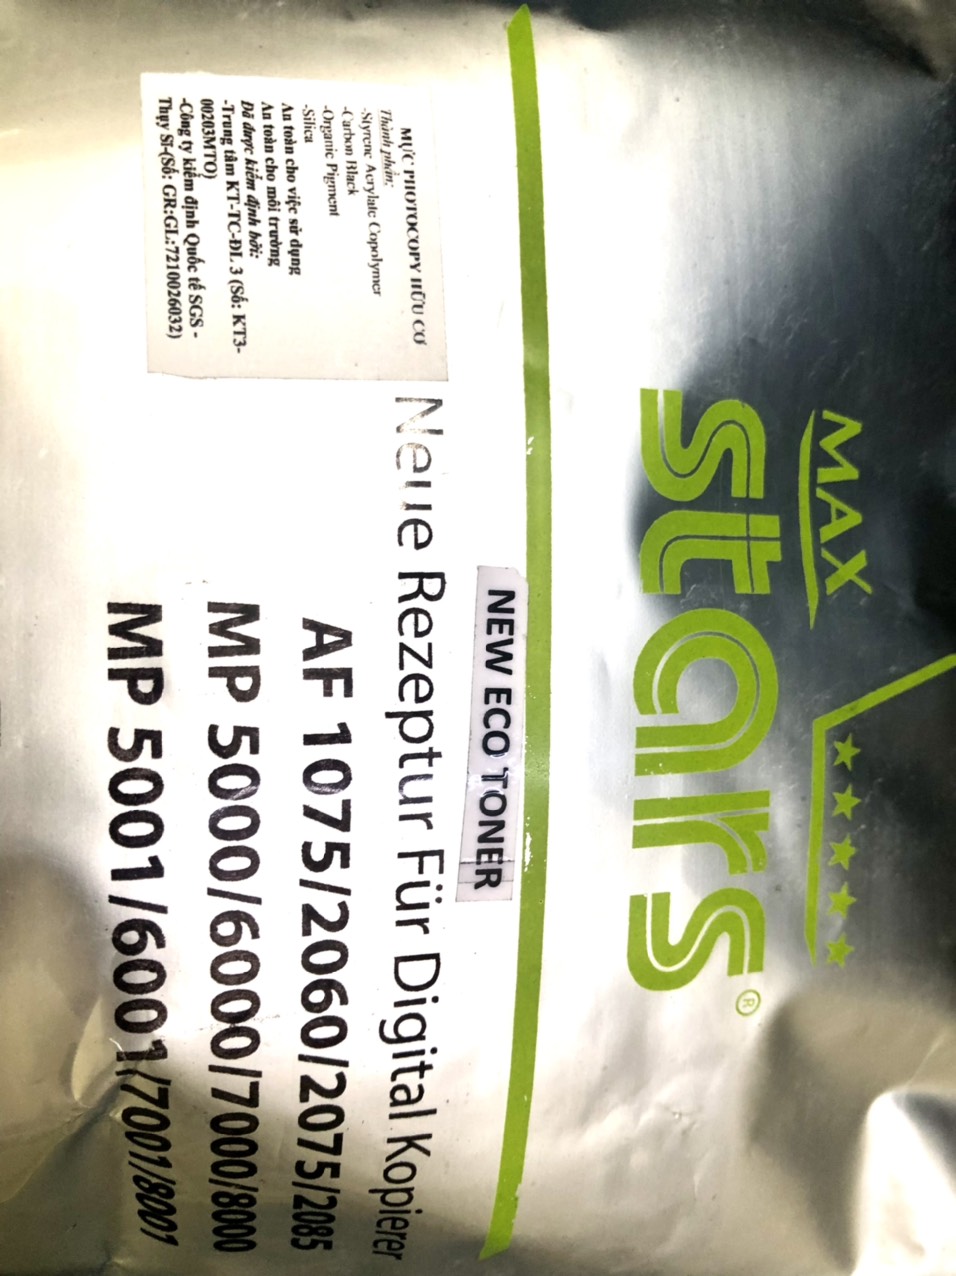 MAX
stars®
NEW ECO TONER
MỰC PHOTOCOPY HỮU CƠ
Thành phần:
-Styrene Acrylate Copolymer
-Carbon Black
-Organic Pigment
-Silica
An toàn cho việc sử dụng
An toàn cho môi trường
Đã được kiểm định bởi:
-Trung tâm KT-TC-ĐL 3 (Số: KT3-
00203MTO)
-Công ty kiểm định Quốc tế SGS -
Thụy Sĩ-(Số: GR:GL:7210026032)
Neue Rezeptur Für Digital Kopierer
AF 1075/2060/2075/2085
MP 5000/6000/7000/8000
MP 5001/6001/7001/8001